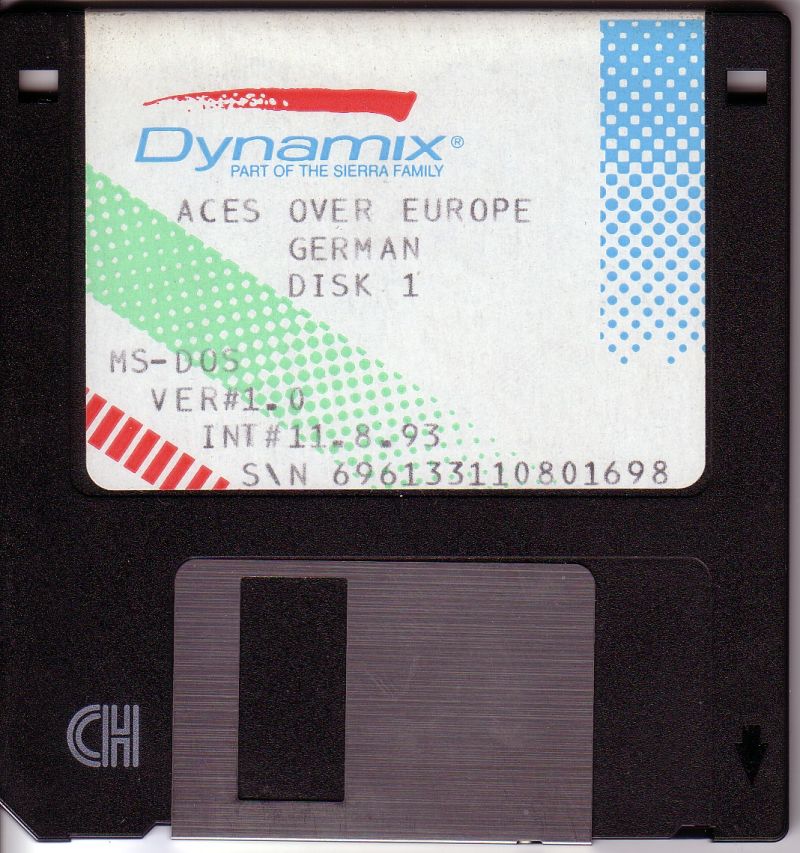 Dynamix®
PART OF THE SIERRA FAMILY
ACES OVER EUROPE
GERMAN
DISK 1
MS-DOS
VER#1.0
INT#11.8.93
S\N 696133110801698
CH